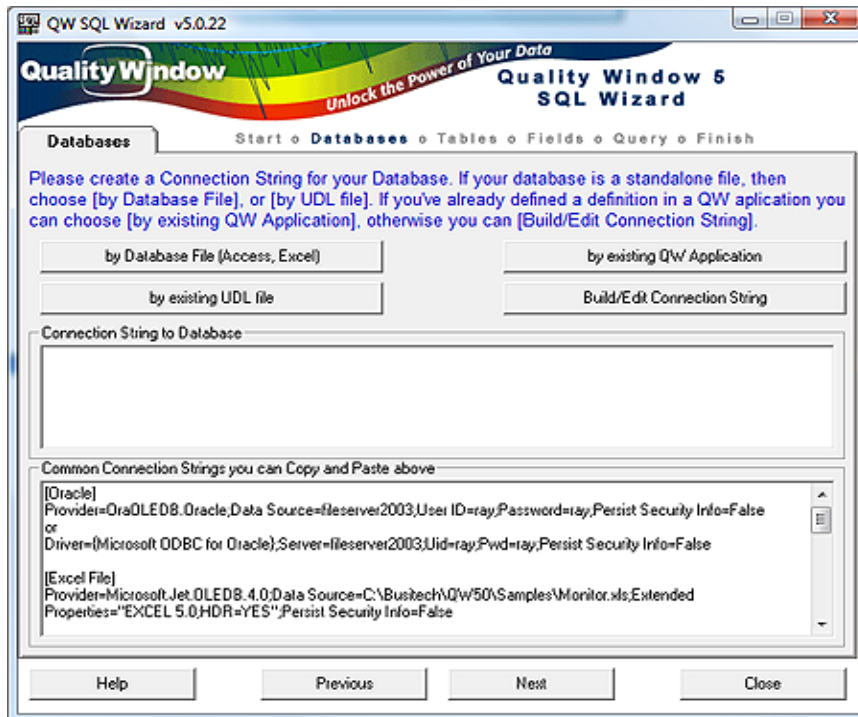 QW SQL Wizard v5.0.22
Quality Window
Unlock the Power of Your Data
Quality Window 5
SQL Wizard
Databases
Start o Databases o Tables o Fields o Query o Finish
Please create a Connection String for your Database. If your database is a standalone file, then
choose [by Database File], or [by UDL file]. If you've already defined a definition in a QW aplication you
can choose [by existing QW Application], otherwise you can [Build/Edit Connection String].
by Database File (Access, Excel)
by existing QW Application
by existing UDL file
Build/Edit Connection String
Connection String to Database
Common Connection Strings you can Copy and Paste above
[Oracle]
Provider=OraOLEDB.Oracle;Data Source=fileserver2003;User ID=ray;Password=ray;Persist Security Info=False
or
Driver={Microsoft ODBC for Oracle};Server=fileserver2003;Uid=ray;Pwd=ray;Persist Security Info=False
[Excel File]
Provider=Microsoft.Jet.OLEDB.4.0;Data Source=C:\Busitech\QW50\Samples\Monitor.xls;Extended
Properties="EXCEL 5.0;HDR=YES";Persist Security Info=False
Help
Previous
Next
Close